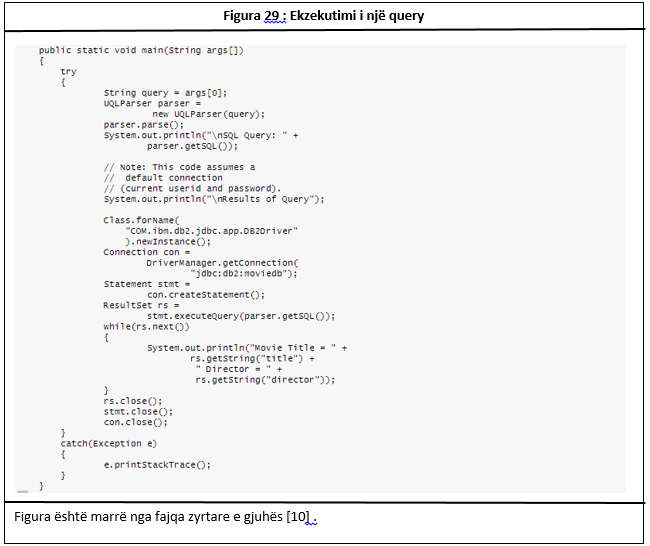 Figura 29 : Ekzekutimi i një query
public static void main(String args[])
{
try
{
String query = args[0];
UQLParser parser =
new UQLParser(query);
parser.parse();
System.out.println("\nSQL Query: " +
parser.getSQL());
// Note: This code assumes a
// default connection
// (current userid and password).
System.out.println("\nResults of Query");
Class.forName(
"COM.ibm.db2.jdbc.app.DB2Driver"
).newInstance();
Connection con =
DriverManager.getConnection(
"jdbc:db2:moviedb");
Statement stmt =
con.createStatement();
ResultSet rs =
stmt.executeQuery(parser.getSQL());
while(rs.next())
{
System.out.println("Movie Title = " +
rs.getString("title") +
" Director = " +
rs.getString("director"));
}
rs.close();
stmt.close();
con.close();
}
catch(Exception e)
{
e.printStackTrace();
}
}
Figura është marrë nga fajqa zyrtare e gjuhës [10] .